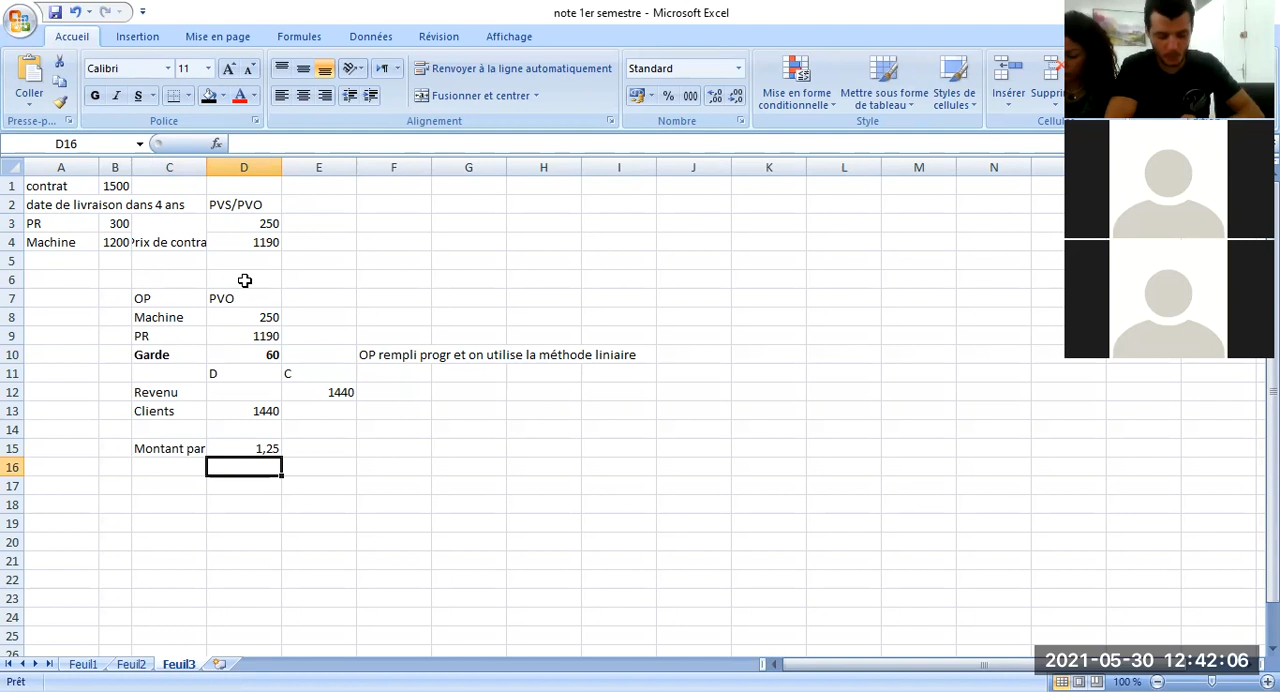 note 1er semestre - Microsoft Excel
Accueil Insertion Mise en page Formules Données Révision Affichage
Coller
Calibri 11
G I S
Renvoyer à la ligne automatiquement
Fusionner et centrer
Standard
% 000
Mise en forme conditionnelle
Mettre sous forme de tableau
Styles de cellules
Insérer
Presse-p... Police Alignement Nombre Style
D16 fx
A B C D E F G H I J K L M N
1 contrat 1500
2 date de livraison dans 4 ans PVS/PVO
3 PR 300 250
4 Machine 1200 Prix de contra 1190
5
6
7 OP PVO
8 Machine 250
9 PR 1190
10 Garde 60 OP rempli progr et on utilise la méthode liniaire
11 D C
12 Revenu 1440
13 Clients 1440
14
15 Montant par 1,25
16
17
18
19
20
21
22
23
24
25
26
Feuil1 Feuil2 Feuil3
2021-05-30 12:42:06
Prêt 100 %